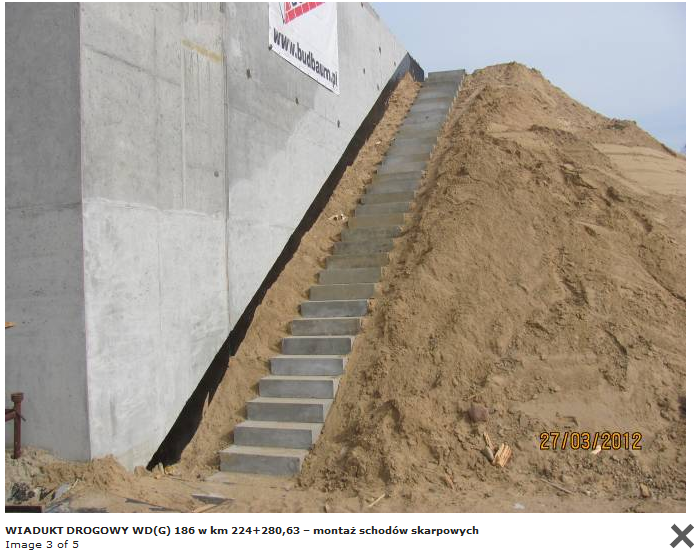 www.budbaum.pl
27/03/2012
WIADUKT DROGOWY WD(G) 186 w km 224+280,63 – montaż schodów skarpowych
Image 3 of 5